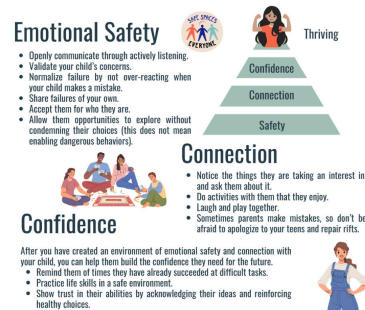 Emotional Safety
SAFE SPACES
EVERYONE
Thriving
Confidence
Connection
Safety
• Openly communicate through actively listening.
• Validate your child's concerns.
• Normalize failure by not over-reacting when
your child makes a mistake.
• Share failures of your own.
• Accept them for who they are.
• Allow them opportunities to explore without
condemning their choices (this does not mean
enabling dangerous behaviors).
Connection
• Notice the things they are taking an interest in
and ask them about it.
• Do activities with them that they enjoy.
• Laugh and play together.
• Sometimes parents make mistakes, so don't be
afraid to apologize to your teens and repair rifts.
Confidence
After you have created an environment of emotional safety and connection with
your child, you can help them build the confidence they need for the future.
• Remind them of times they have already succeeded at difficult tasks.
• Practice life skills in a safe environment.
• Show trust in their abilities by acknowledging their ideas and reinforcing
healthy choices.